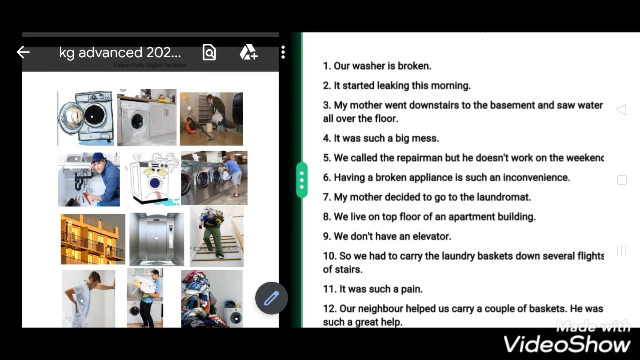 kg advanced 202...
1. Our washer is broken.
2. It started leaking this morning.
3. My mother went downstairs to the basement and saw water
all over the floor.
4. It was such a big mess.
5. We called the repairman but he doesn't work on the weekend
6. Having a broken appliance is such an inconvenience.
7. My mother decided to go to the laundromat.
8. We live on top floor of an apartment building.
9. We don't have an elevator.
10. So we had to carry the laundry baskets down several flights
of stairs.
11. It was such a pain.
12. Our neighbour helped us carry a couple of baskets. He was
such a great help.
Made with
VideoShow